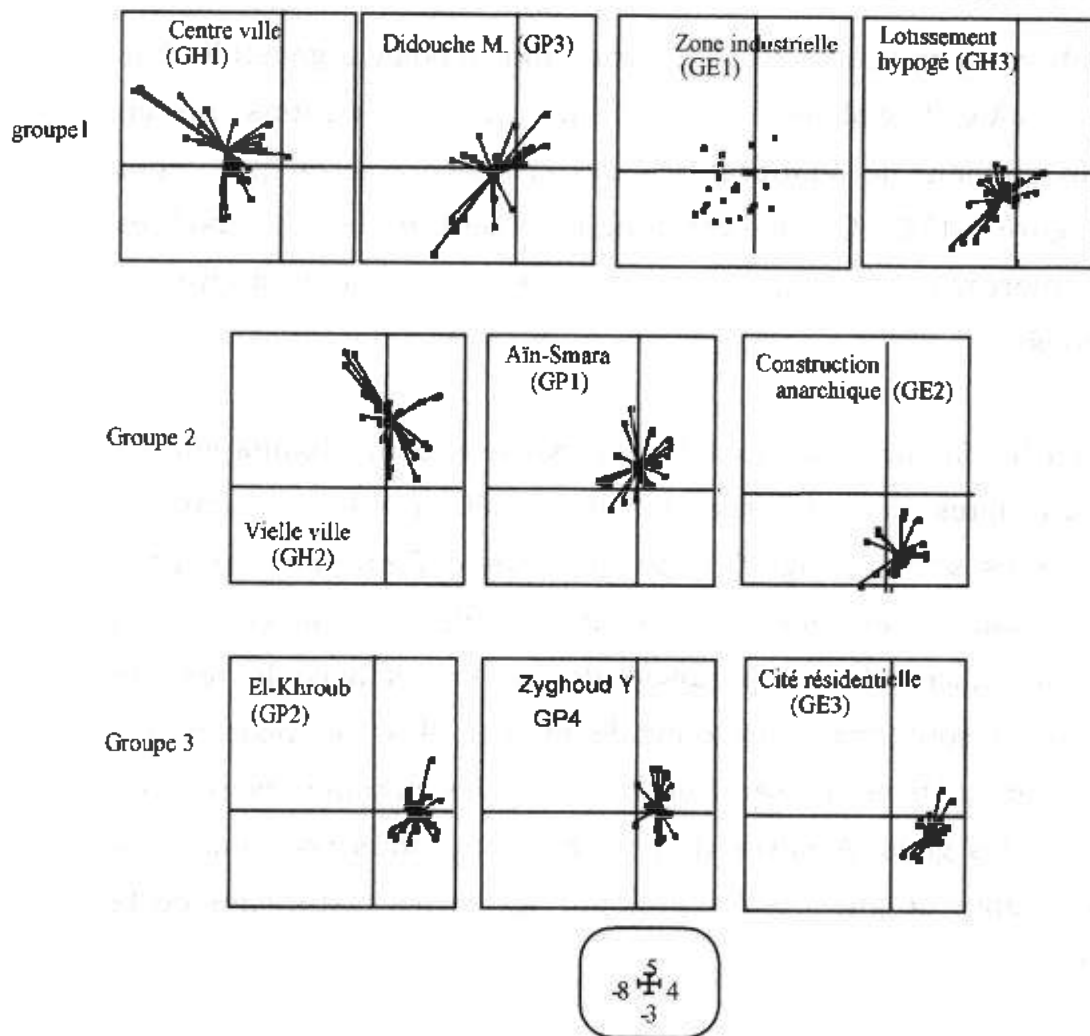 Centre ville
(GH1)
Didouche M. (GP3)
Zone industrielle
(GE1)
Lotissement
hypogé (GH3)
groupe1
Groupe 2
Vielle ville
(GH2)
Aïn-Smara
(GP1)
Construction
anarchique (GE2)
Groupe 3
El-Khroub
(GP2)
Zyghoud Y
GP4
Cité résidentielle
(GE3)
5
-8 4
-3